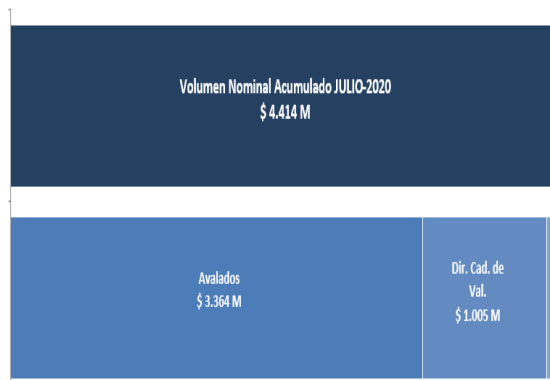 Volumen Nominal Acumulado JULIO-2020
$ 4.414 M
Avalados
$ 3.364 M
Dir. Cad. de
Val.
$ 1.005 M